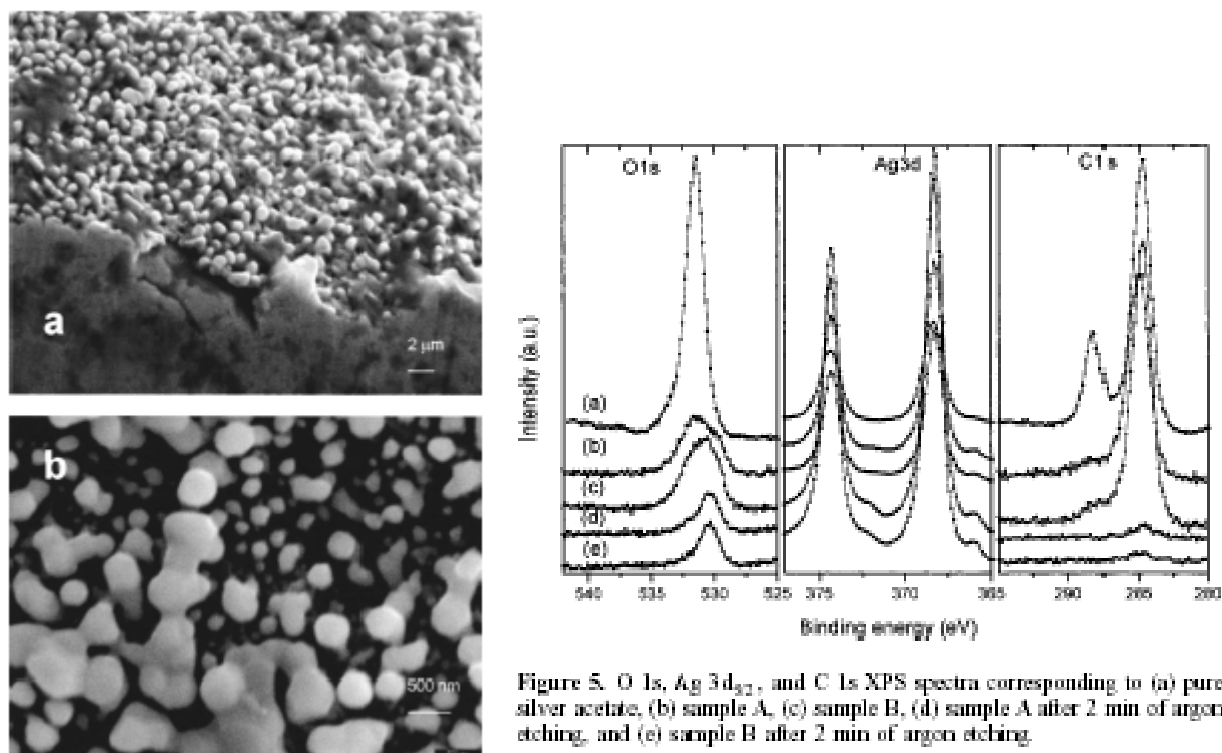 a
2 μm
b
500 nm
O1s
Ag3d
C1s
Intensity (a.u.)
(a)
(b)
(c)
(d)
(e)
540 535 530 525 375 370 365 290 285 280
Binding energy (eV)
Figure 5. O 1s, Ag 3d5/2, and C 1s XPS spectra corresponding to (a) pure
silver acetate, (b) sample A, (c) sample B, (d) sample A after 2 min of argon
etching, and (e) sample B after 2 min of argon etching.